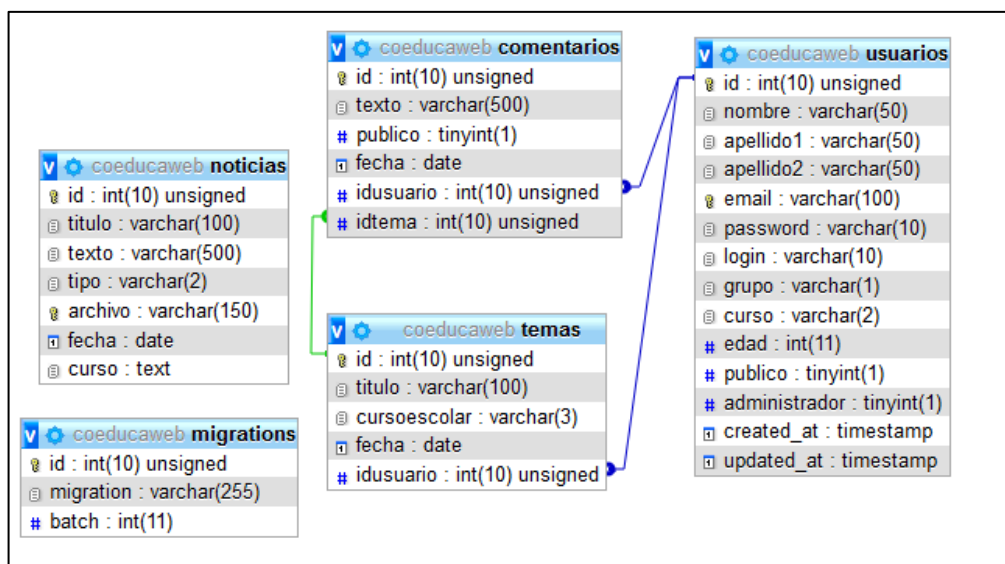 v coeducaweb comentarios
id : int(10) unsigned
texto : varchar(500)
# publico : tinyint(1)
fecha : date
# idusuario : int(10) unsigned
# idtema : int(10) unsigned
v coeducaweb usuarios
id : int(10) unsigned
nombre : varchar(50)
apellido1 : varchar(50)
apellido2 : varchar(50)
email : varchar(100)
password : varchar(10)
login : varchar(10)
grupo : varchar(1)
curso : varchar(2)
# edad : int(11)
# publico : tinyint(1)
# administrador : tinyint(1)
created_at : timestamp
updated_at : timestamp
v coeducaweb noticias
id : int(10) unsigned
titulo : varchar(100)
texto : varchar(500)
tipo : varchar(2)
archivo : varchar(150)
fecha : date
curso : text
v coeducaweb temas
id : int(10) unsigned
titulo : varchar(100)
cursoescolar : varchar(3)
fecha : date
# idusuario : int(10) unsigned
v coeducaweb migrations
id : int(10) unsigned
migration : varchar(255)
# batch : int(11)